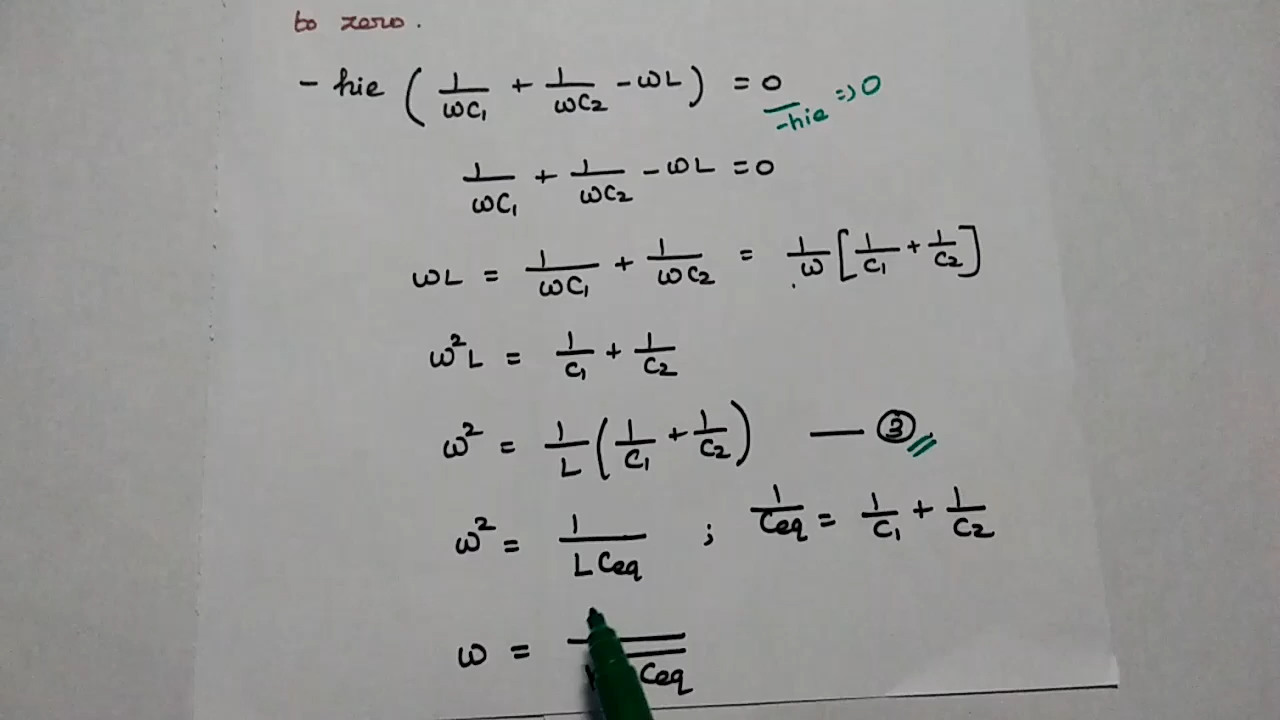 to zero.
- hie ( 1/ωC₁ + 1/ωC₂ - ωL ) = 0/-hie => 0
1/ωC₁ + 1/ωC₂ - ωL = 0
ωL = 1/ωC₁ + 1/ωC₂ = 1/ω [ 1/C₁ + 1/C₂ ]
ω²L = 1/C₁ + 1/C₂
ω² = 1/L ( 1/C₁ + 1/C₂ ) — ③
ω² = 1/LCeq ; 1/Ceq = 1/C₁ + 1/C₂
ω = Ceq